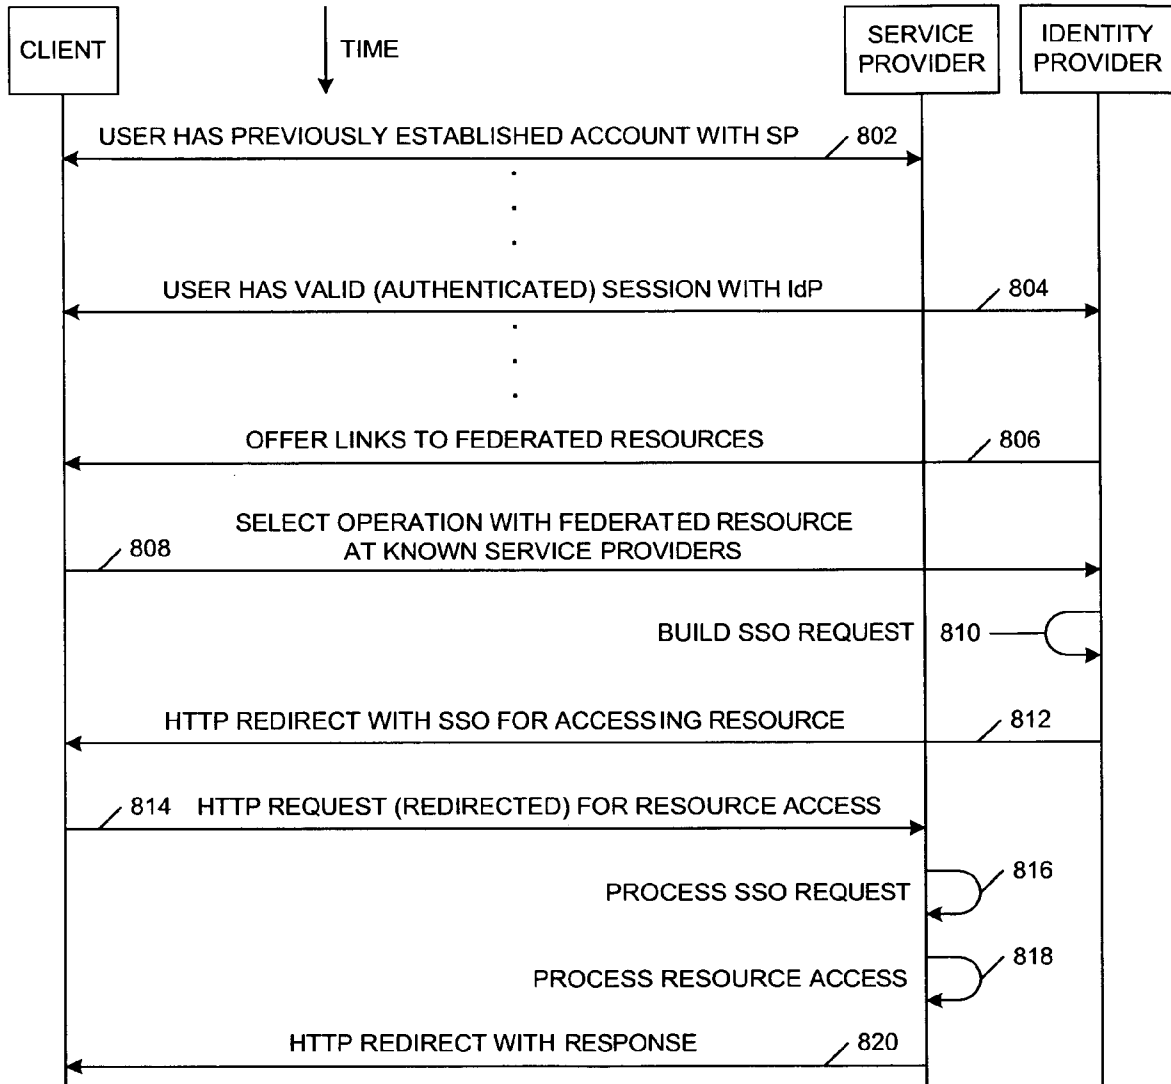 CLIENT
TIME
SERVICE
PROVIDER
IDENTITY
PROVIDER
USER HAS PREVIOUSLY ESTABLISHED ACCOUNT WITH SP
802
USER HAS VALID (AUTHENTICATED) SESSION WITH IdP
804
OFFER LINKS TO FEDERATED RESOURCES
806
SELECT OPERATION WITH FEDERATED RESOURCE
AT KNOWN SERVICE PROVIDERS
808
BUILD SSO REQUEST
810
HTTP REDIRECT WITH SSO FOR ACCESSING RESOURCE
812
814
HTTP REQUEST (REDIRECTED) FOR RESOURCE ACCESS
PROCESS SSO REQUEST
816
PROCESS RESOURCE ACCESS
818
HTTP REDIRECT WITH RESPONSE
820